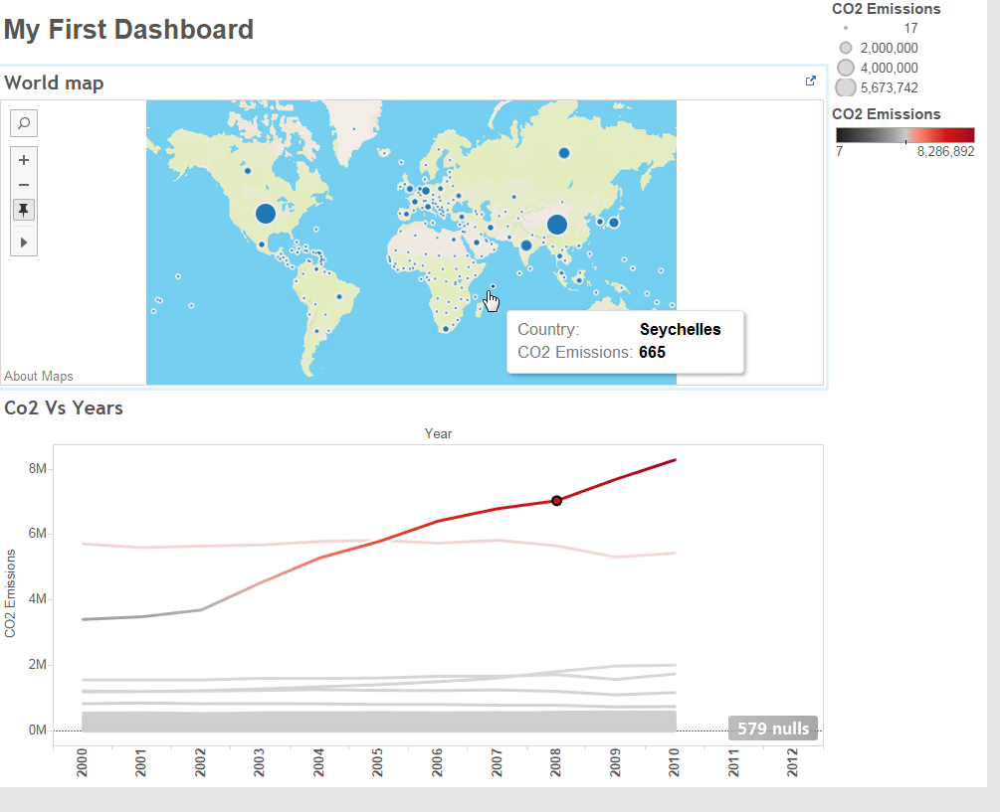 My First Dashboard
World map
About Maps
Country: Seychelles
CO2 Emissions: 665
CO2 Emissions
17
2,000,000
4,000,000
5,673,742
CO2 Emissions
7 8,286,892
Co2 Vs Years
Year
CO2 Emissions
8M
6M
4M
2M
0M
579 nulls
2000 2001 2002 2003 2004 2005 2006 2007 2008 2009 2010 2011 2012